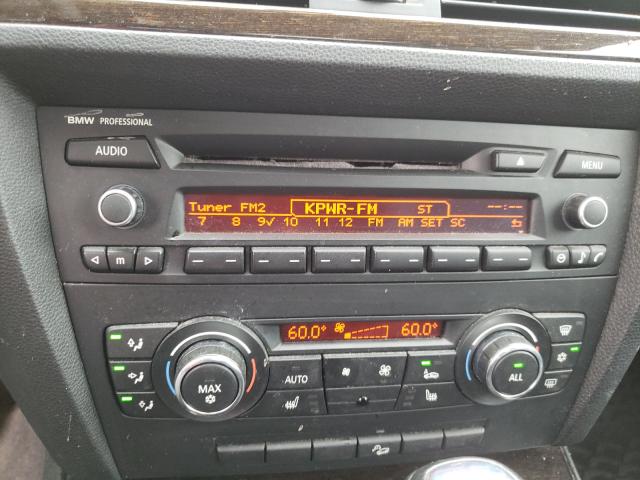 BMW PROFESSIONAL
AUDIO
MENU
Tuner FM2 KPWR-FM ST --:--
7 8 9✓ 10 11 12 FM AM SET SC
m
60.0° 60.0°
MAX
AUTO
ALL